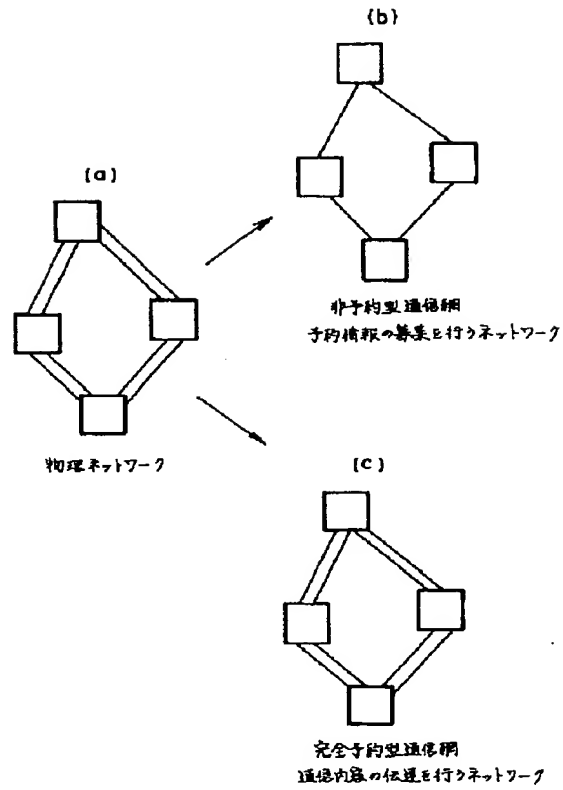 (b)
(a)
非予約型通信網
予約情報の募集を行うネットワーク
物理ネットワーク
(c)
完全予約型通信網
通信内容の伝達を行うネットワーク